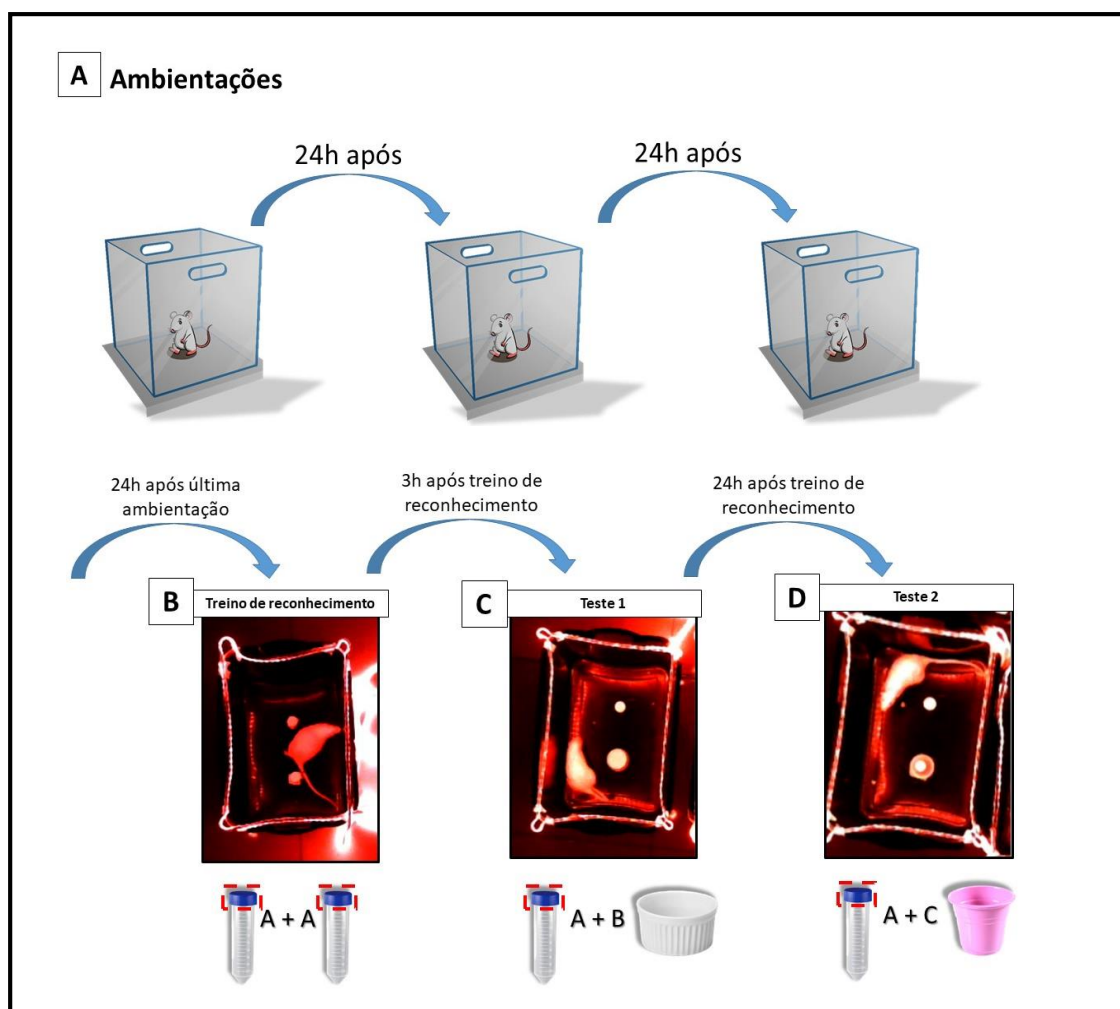 A Ambientações
24h após
24h após
24h após última
ambientação
3h após treino de
reconhecimento
24h após treino de
reconhecimento
B Treino de reconhecimento
C Teste 1
D Teste 2
A + A
A + B
A + C